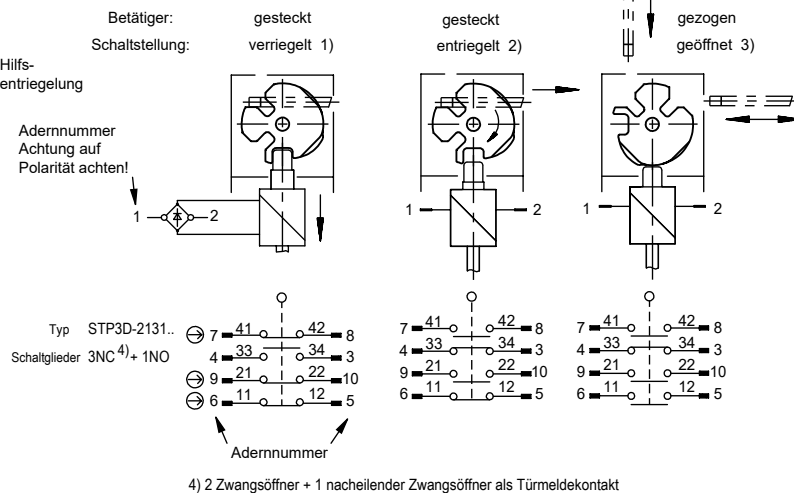 Betätiger: gesteckt gesteckt gezogen
Schaltstellung: verriegelt 1) entriegelt 2) geöffnet 3)
Hilfs-
entriegelung
Adernnummer
Achtung auf
Polarität achten!
1 2 1 2 1 2
Typ STP3D-2131.. 7 41 42 8 7 41 42 8 7 41 42 8
Schaltglieder 3NC 4) + 1NO 4 33 34 3 4 33 34 3 4 33 34 3
9 21 22 10 9 21 22 10 9 21 22 10
6 11 12 5 6 11 12 5 6 11 12 5
Adernnummer
4) 2 Zwangsöffner + 1 nacheilender Zwangsöffner als Türmeldekontakt